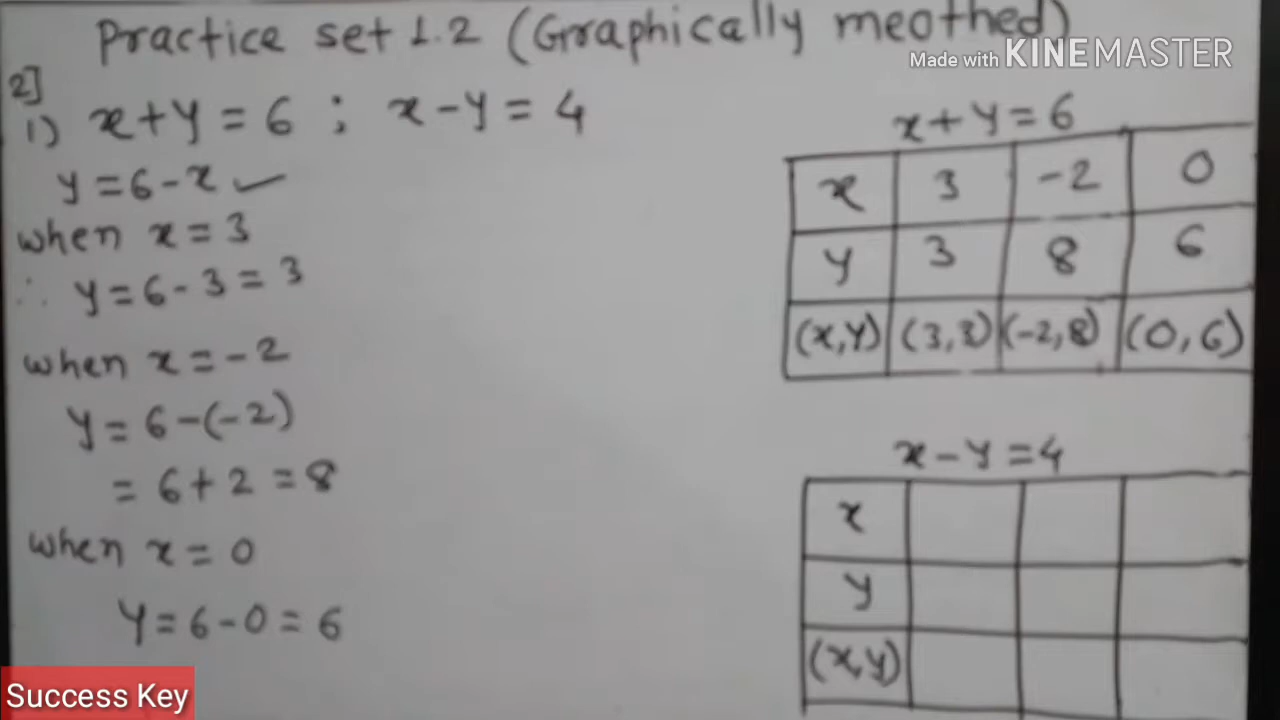 Practice set 1.2 (Graphically meothed)
Made with KINEMASTER
2]
1) x+y=6 ; x-y=4
y=6-x ✓
when x=3
∴ y=6-3=3
when x=-2
y=6-(-2)
=6+2=8
when x=0
y=6-0=6
x+y=6
x 3 -2 0
y 3 8 6
(x,y) (3,3) (-2,8) (0,6)
x-y=4
x
y
(x,y)
Success Key